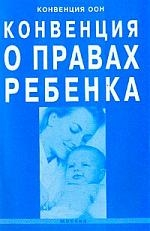 КОНВЕНЦИЯ ООН
КОНВЕНЦИЯ
О ПРАВАХ
РЕБЕНКА
МОСКВА